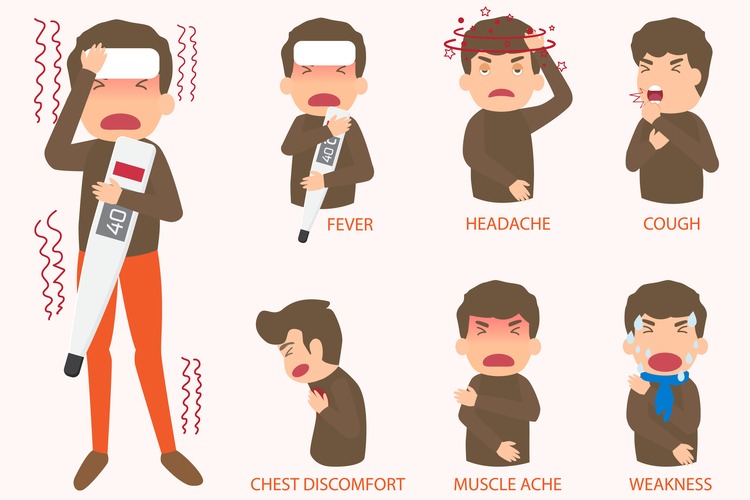 40
40 C
FEVER
HEADACHE
COUGH
CHEST DISCOMFORT
MUSCLE ACHE
WEAKNESS